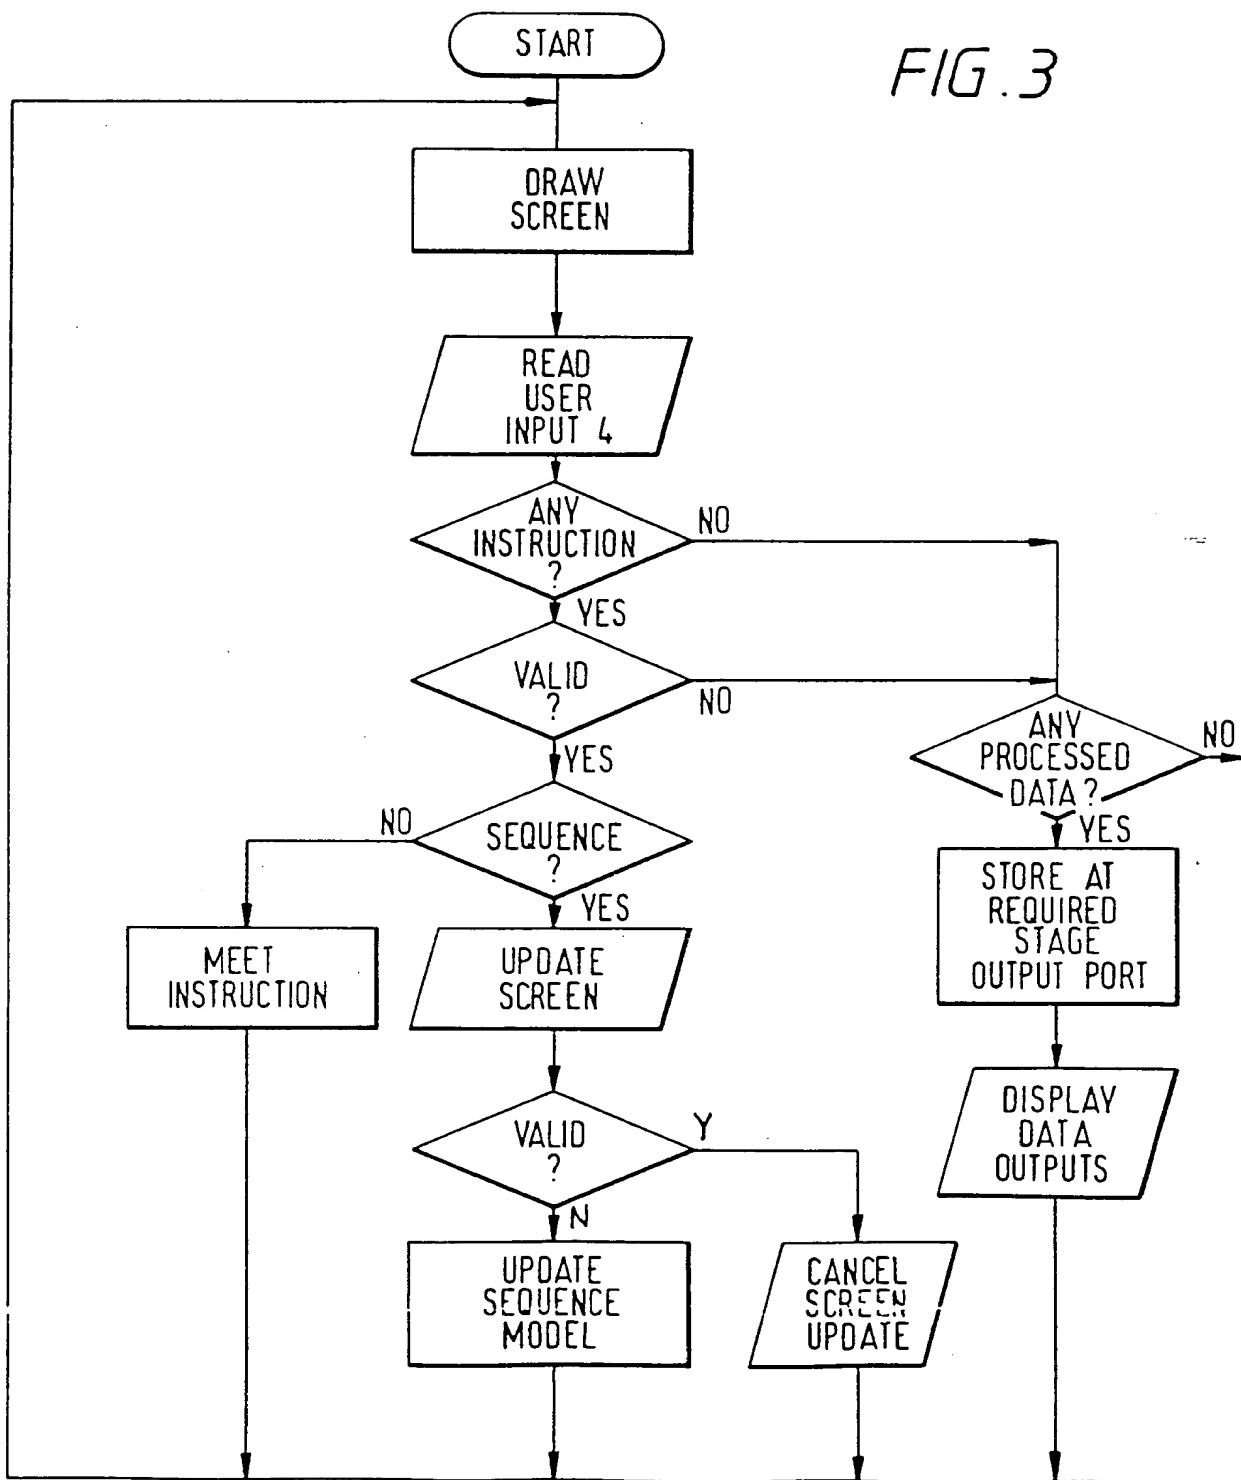 START
FIG. 3
DRAW
SCREEN
READ
USER
INPUT 4
ANY
INSTRUCTION
?
NO
YES
VALID
?
NO
YES
ANY
PROCESSED
DATA?
NO
YES
SEQUENCE
?
NO
YES
STORE AT
REQUIRED
STAGE
OUTPUT PORT
MEET
INSTRUCTION
UPDATE
SCREEN
VALID
?
Y
N
DISPLAY
DATA
OUTPUTS
UPDATE
SEQUENCE
MODEL
CANCEL
SCREEN
UPDATE